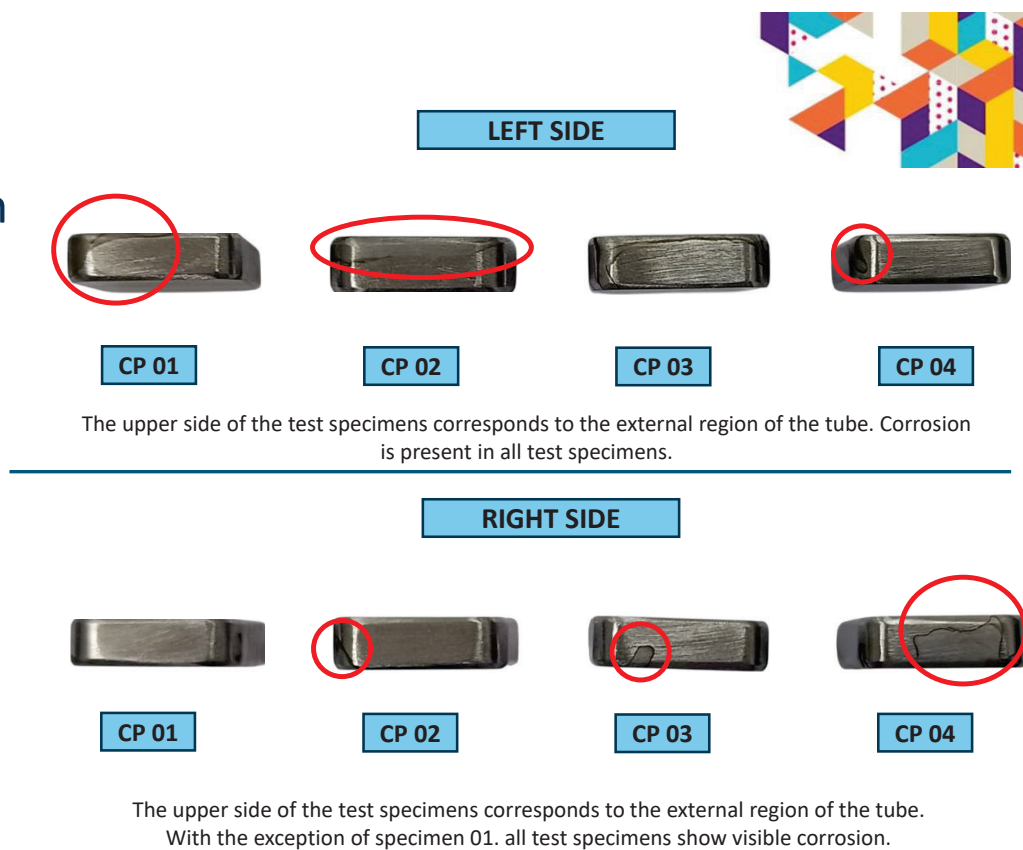 LEFT SIDE
CP 01
CP 02
CP 03
CP 04
The upper side of the test specimens corresponds to the external region of the tube. Corrosion
is present in all test specimens.
RIGHT SIDE
CP 01
CP 02
CP 03
CP 04
The upper side of the test specimens corresponds to the external region of the tube.
With the exception of specimen 01. all test specimens show visible corrosion.